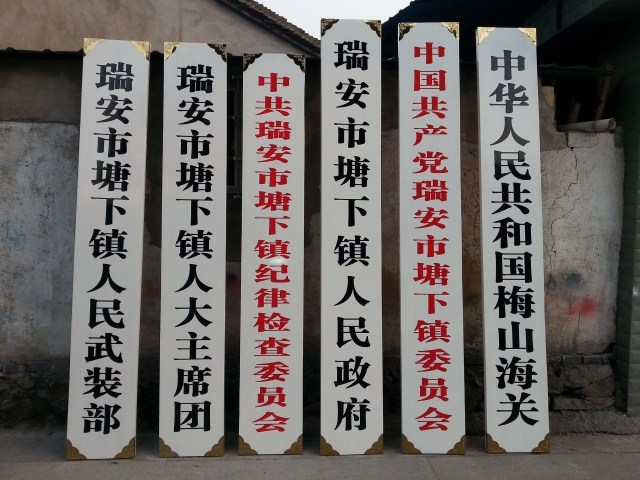 瑞安市塘下镇人民武装部
瑞安市塘下镇人大主席团
中共瑞安市塘下镇纪律检查委员会
瑞安市塘下镇人民政府
中国共产党瑞安市塘下镇委员会
中华人民共和国梅山海关